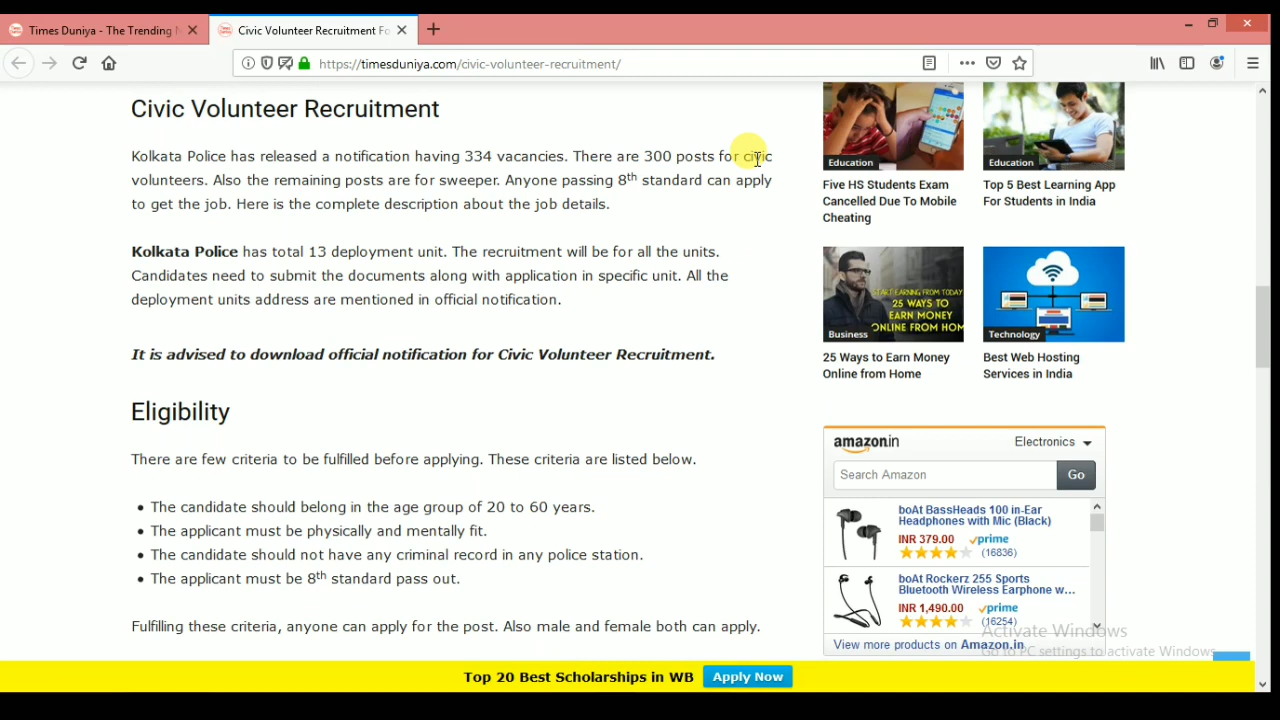 Times Duniya - The Trending
Civic Volunteer Recruitment Fo
https://timesduniya.com/civic-volunteer-recruitment/
Civic Volunteer Recruitment
Kolkata Police has released a notification having 334 vacancies. There are 300 posts for civic
volunteers. Also the remaining posts are for sweeper. Anyone passing 8th standard can apply
to get the job. Here is the complete description about the job details.
Kolkata Police has total 13 deployment unit. The recruitment will be for all the units.
Candidates need to submit the documents along with application in specific unit. All the
deployment units address are mentioned in official notification.
It is advised to download official notification for Civic Volunteer Recruitment.
Eligibility
There are few criteria to be fulfilled before applying. These criteria are listed below.
• The candidate should belong in the age group of 20 to 60 years.
• The applicant must be physically and mentally fit.
• The candidate should not have any criminal record in any police station.
• The applicant must be 8th standard pass out.
Fulfilling these criteria, anyone can apply for the post. Also male and female both can apply.
Education
Five HS Students Exam
Cancelled Due To Mobile
Cheating
Education
Top 5 Best Learning App
For Students in India
START EARNING FROM TODAY
25 WAYS TO
EARN MONEY
ONLINE FROM HOM
Business
25 Ways to Earn Money
Online from Home
Technology
Best Web Hosting
Services in India
amazon.in
Electronics
Search Amazon
Go
boAt BassHeads 100 in-Ear
Headphones with Mic (Black)
INR 379.00 prime
(16836)
boAt Rockerz 255 Sports
Bluetooth Wireless Earphone w...
INR 1,490.00 prime
(16254)
View more products on Amazon.in
Activate Windows
Go to PC settings to activate Windows.
Top 20 Best Scholarships in WB
Apply Now